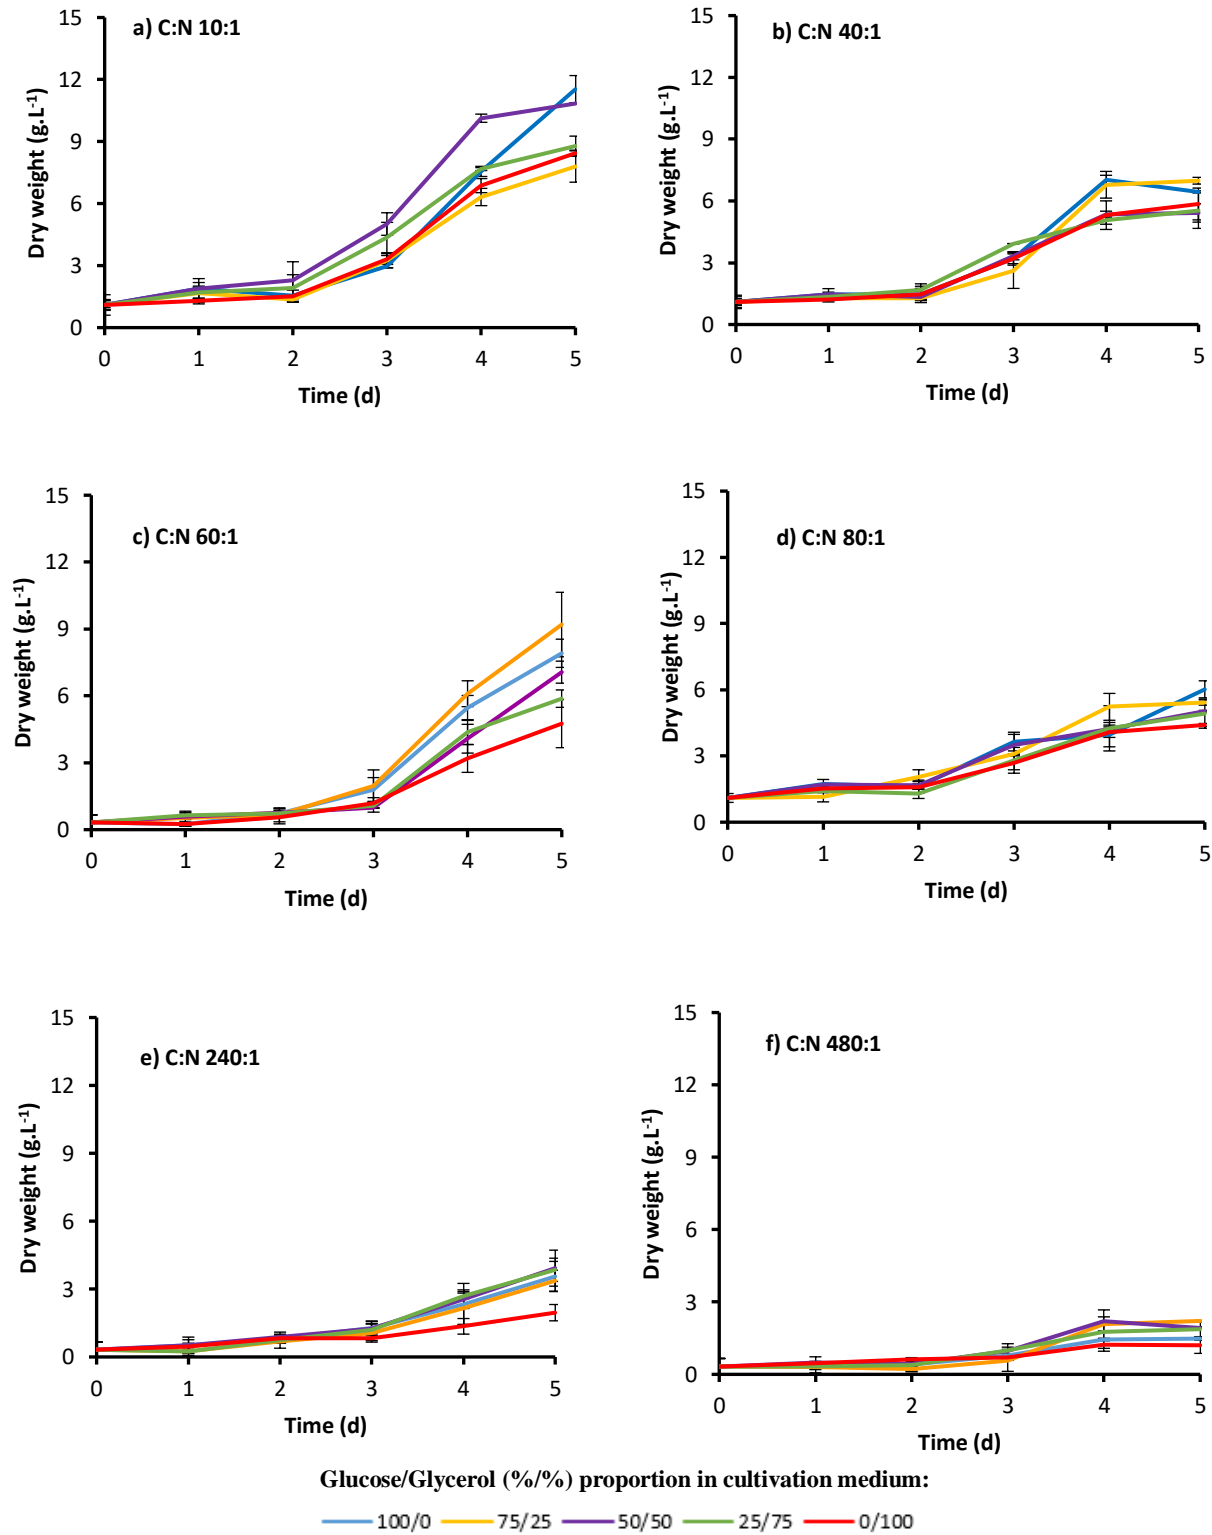 a) C:N 10:1
Dry weight (g.L-1)
15
12
9
6
3
0
0 1 2 3 4 5
Time (d)
b) C:N 40:1
Dry weight (g.L-1)
15
12
9
6
3
0
0 1 2 3 4 5
Time (d)
c) C:N 60:1
Dry weight (g.L-1)
15
12
9
6
3
0
0 1 2 3 4 5
Time (d)
d) C:N 80:1
Dry weight (g.L-1)
15
12
9
6
3
0
0 1 2 3 4 5
Time (d)
e) C:N 240:1
Dry weight (g.L-1)
15
12
9
6
3
0
0 1 2 3 4 5
Time (d)
f) C:N 480:1
Dry weight (g.L-1)
15
12
9
6
3
0
0 1 2 3 4 5
Time (d)
Glucose/Glycerol (%/%) proportion in cultivation medium:
100/0 75/25 50/50 25/75 0/100